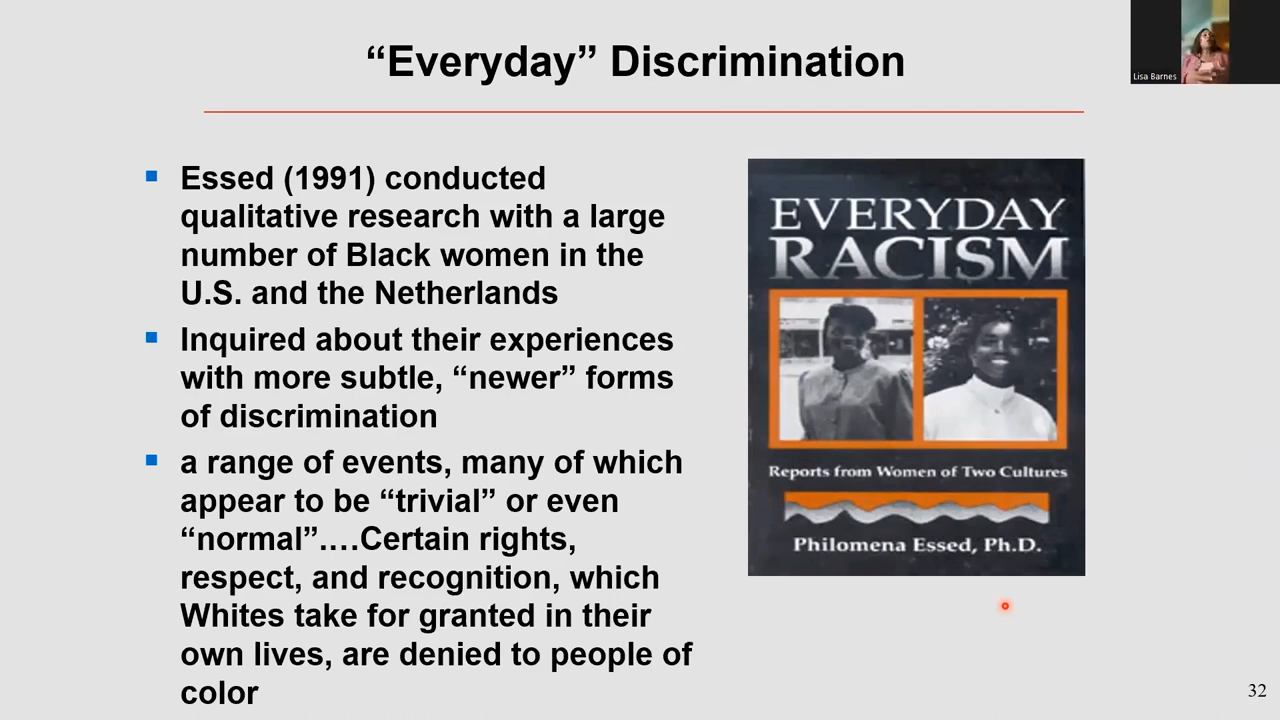 “Everyday” Discrimination
Lisa Barnes
Essed (1991) conducted
qualitative research with a large
number of Black women in the
U.S. and the Netherlands
Inquired about their experiences
with more subtle, “newer” forms
of discrimination
a range of events, many of which
appear to be “trivial” or even
“normal”.…Certain rights,
respect, and recognition, which
Whites take for granted in their
own lives, are denied to people of
color
EVERYDAY
RACISM
Reports from Women of Two Cultures
Philomena Essed, Ph.D.
32